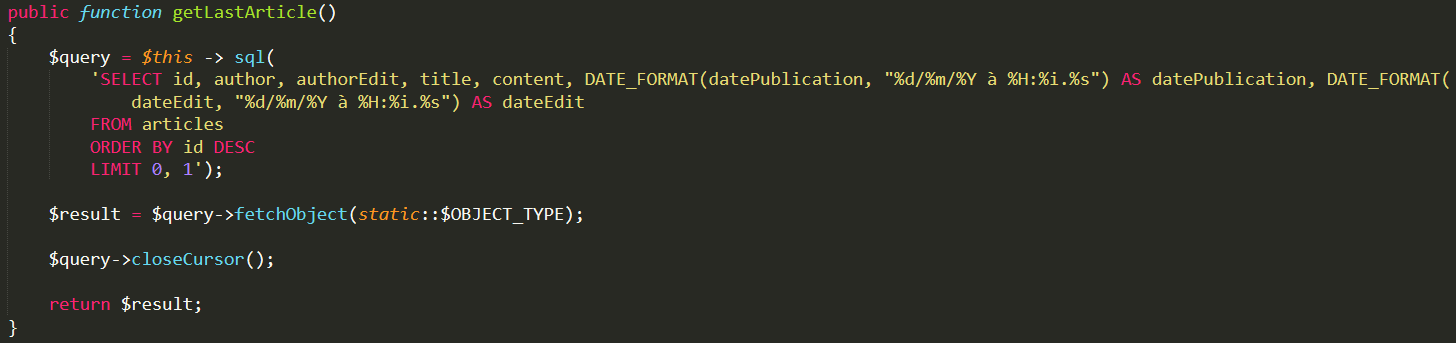 public function getLastArticle()
{
    $query = $this -> sql(
        'SELECT id, author, authorEdit, title, content, DATE_FORMAT(datePublication, "%d/%m/%Y à %H:%i.%s") AS datePublication, DATE_FORMAT(
            dateEdit, "%d/%m/%Y à %H:%i.%s") AS dateEdit
        FROM articles
        ORDER BY id DESC
        LIMIT 0, 1');
    $result = $query->fetchObject(static::$OBJECT_TYPE);
    $query->closeCursor();
    return $result;
}